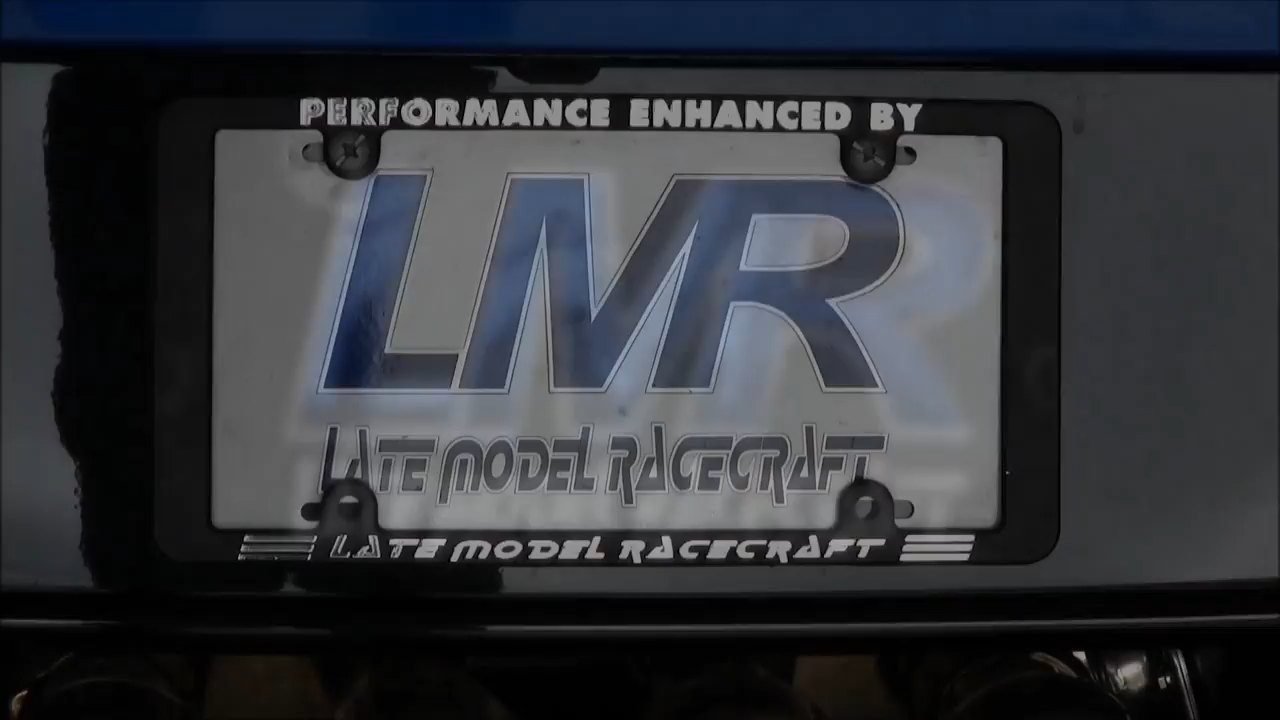 PERFORMANCE ENHANCED BY
LMR
LATE MODEL RACECRAFT
LATE MODEL RACECRAFT